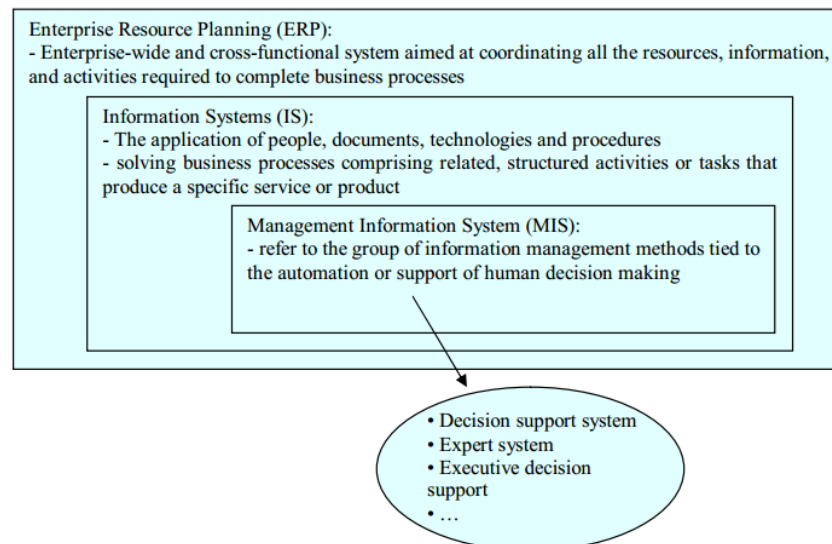 Enterprise Resource Planning (ERP):
- Enterprise-wide and cross-functional system aimed at coordinating all the resources, information,
and activities required to complete business processes
Information Systems (IS):
- The application of people, documents, technologies and procedures
- solving business processes comprising related, structured activities or tasks that
produce a specific service or product
Management Information System (MIS):
- refer to the group of information management methods tied to
the automation or support of human decision making
• Decision support system
• Expert system
• Executive decision
support
• …